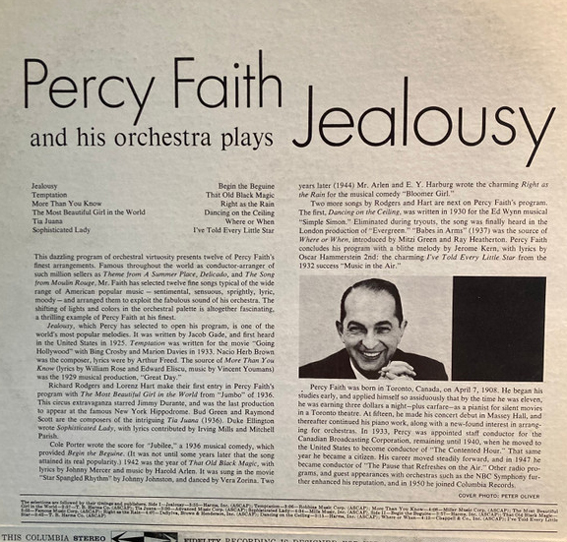 Percy Faith
and his orchestra plays Jealousy
Jealousy
Temptation
More Than You Know
The Most Beautiful Girl in the World
Tia Juana
Sophisticated Lady
Begin the Beguine
That Old Black Magic
Right as the Rain
Dancing on the Ceiling
Where or When
I've Told Every Little Star
This dazzling program of orchestral virtuosity presents twelve of Percy Faith's
finest arrangements. Famous throughout the world as conductor-arranger of
such million sellers as Theme from A Summer Place, Delicado, and The Song
from Moulin Rouge, Mr. Faith has selected twelve fine songs typical of the wide
range of American popular music – sentimental, sensuous, sprightly, lyric,
moody – and arranged them to exploit the fabulous sound of his orchestra. The
shifting of lights and colors in the orchestral palette is altogether fascinating,
a thrilling example of Percy Faith at his finest.
Jealousy, which Percy has selected to open his program, is one of the
world's most popular melodies. It was written by Jacob Gade, and first heard
in the United States in 1925. Temptation was written for the movie "Going
Hollywood" with Bing Crosby and Marion Davies in 1933. Nacio Herb Brown
was the composer, lyrics were by Arthur Freed. The source of More Than You
Know (lyrics by William Rose and Edward Eliscu, music by Vincent Youmans)
was the 1929 musical production, "Great Day."
Richard Rodgers and Lorenz Hart make their first entry in Percy Faith's
program with The Most Beautiful Girl in the World from "Jumbo" of 1936.
This circus extravaganza starred Jimmy Durante, and was the last production
to appear at the famous New York Hippodrome. Bud Green and Raymond
Scott are the composers of the intriguing Tia Juana (1936). Duke Ellington
wrote Sophisticated Lady, with lyrics contributed by Irving Mills and Mitchell
Parish.
Cole Porter wrote the score for "Jubilee," a 1936 musical comedy, which
provided Begin the Beguine. (It was not until some years later that the song
attained its real popularity.) 1942 was the year of That Old Black Magic, with
lyrics by Johnny Mercer and music by Harold Arlen. It was sung in the movie
"Star Spangled Rhythm" by Johnny Johnston, and danced by Vera Zorina. Two
years later (1944) Mr. Arlen and E. Y. Harburg wrote the charming Right as
the Rain for the musical comedy "Bloomer Girl."
Two more songs by Rodgers and Hart are next on Percy Faith's program.
The first, Dancing on the Ceiling, was written in 1930 for the Ed Wynn musical
"Simple Simon." Eliminated during tryouts, the song was finally heard in the
London production of "Evergreen." "Babes in Arms" (1937) was the source of
Where or When, introduced by Mitzi Green and Ray Heatherton. Percy Faith
concludes his program with a blithe melody by Jerome Kern, with lyrics by
Oscar Hammerstein 2nd: the charming I've Told Every Little Star from the
1932 success "Music in the Air."
Percy Faith was born in Toronto, Canada, on April 7, 1908. He began his
studies early, and applied himself so assiduously that by the time he was eleven,
he was earning three dollars a night—plus carfare—as a pianist for silent movies
in a Toronto theatre. At fifteen, he made his concert debut in Massey Hall, and
thereafter continued his piano work, along with a new-found interest in arrang-
ing for orchestras. In 1933, Percy was appointed staff conductor for the
Canadian Broadcasting Corporation, remaining until 1940, when he moved to
the United States to become conductor of "The Contented Hour." That same
year he became a citizen. His career moved steadily forward, and in 1947 he
became conductor of "The Pause that Refreshes on the Air." Other radio pro-
grams, and guest appearances with orchestras such as the NBC Symphony fur-
ther enhanced his reputation, and in 1950 he joined Columbia Records.
COVER PHOTO: PETER OLIVER
The selections are followed by their timings and publishers.
THIS COLUMBIA STEREO
FIDELITY RECORDING IS DESIGNED FOR